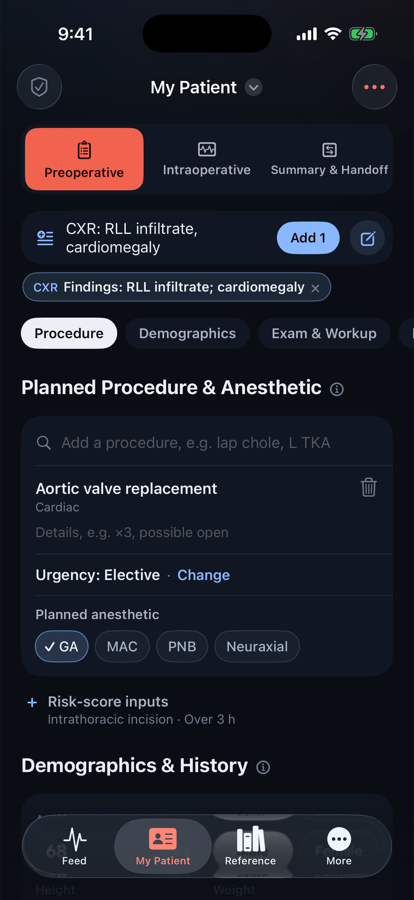 9:41
My Patient
Preoperative
Intraoperative
Summary & Handoff
CXR: RLL infiltrate,
cardiomegaly
Add 1
CXR Findings: RLL infiltrate; cardiomegaly ×
Procedure
Demographics
Exam & Workup
Planned Procedure & Anesthetic
Add a procedure, e.g. lap chole, L TKA
Aortic valve replacement
Cardiac
Details, e.g. ×3, possible open
Urgency: Elective · Change
Planned anesthetic
✓ GA
MAC
PNB
Neuraxial
+ Risk-score inputs
Intrathoracic incision · Over 3 h
Demographics & History
68
Feed
My Patient
Reference
More
Height
Weight